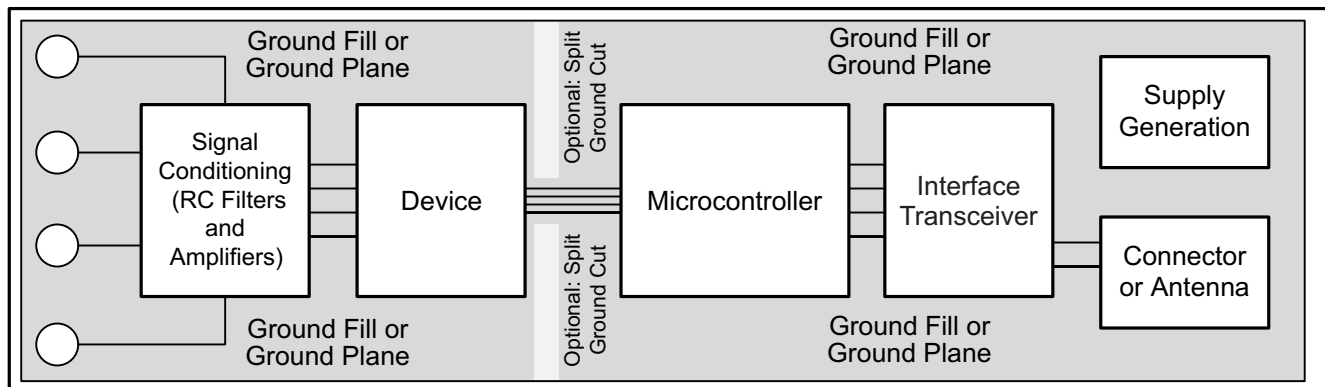 Ground Fill or
Ground Plane
Optional: Split
Ground Cut
Ground Fill or
Ground Plane
Supply
Generation
Signal
Conditioning
(RC Filters
and
Amplifiers)
Device
Microcontroller
Interface
Transceiver
Connector
or Antenna
Ground Fill or
Ground Plane
Optional: Split
Ground Cut
Ground Fill or
Ground Plane